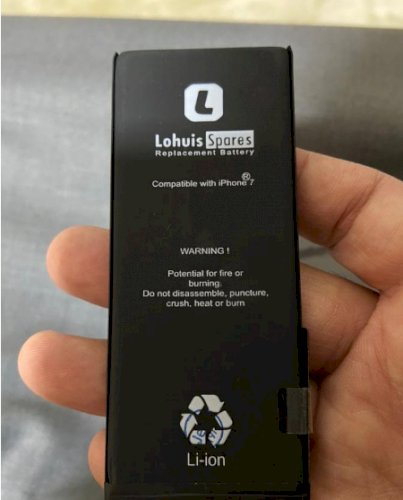 L
Lohuis Spares
Replacement Battery
Compatible with iPhone® 7
WARNING !
Potential for fire or
burning.
Do not disassemble, puncture,
crush, heat or burn
Li-ion